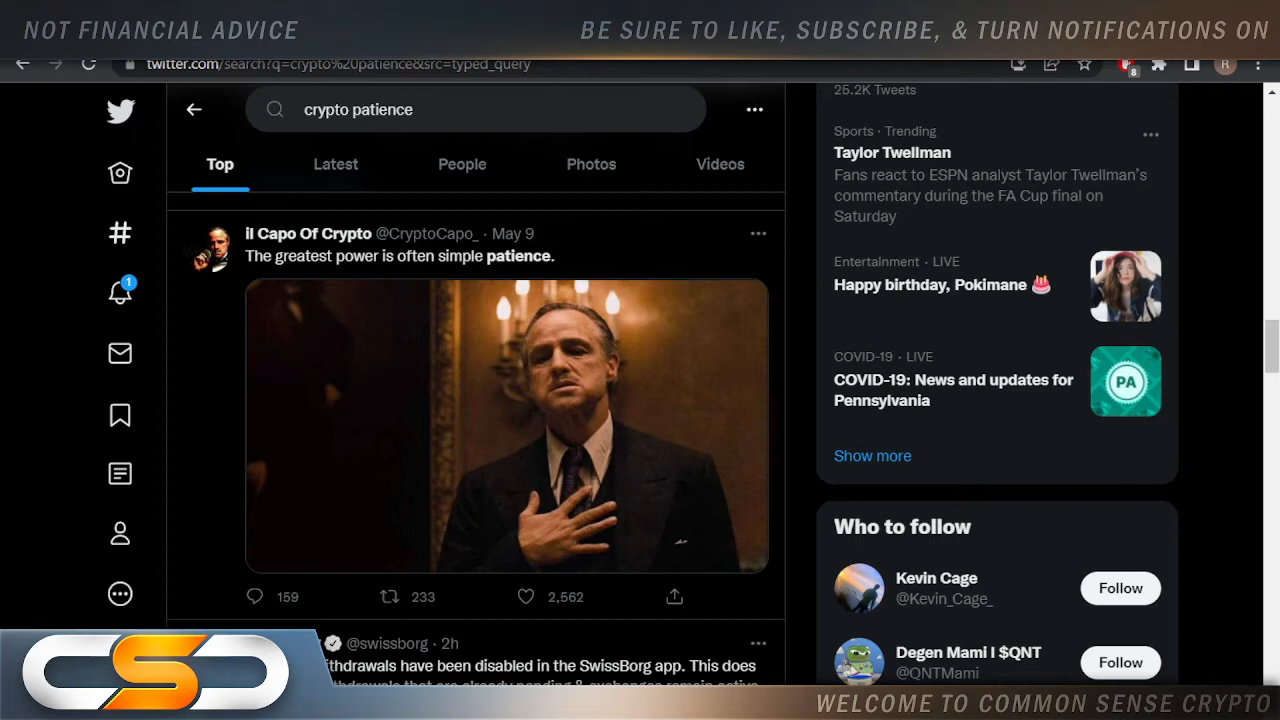 NOT FINANCIAL ADVICE
BE SURE TO LIKE, SUBSCRIBE, & TURN NOTIFICATIONS ON
twitter.com/search?q=crypto%20patience&src=typed_query
8
R
crypto patience
Top
Latest
People
Photos
Videos
il Capo Of Crypto @CryptoCapo_ · May 9
The greatest power is often simple patience.
159
233
2,562
@swissborg · 2h
ithdrawals have been disabled in the SwissBorg app. This does
1
25.2K Tweets
Sports · Trending
Taylor Twellman
Fans react to ESPN analyst Taylor Twellman's
commentary during the FA Cup final on
Saturday
Entertainment · LIVE
Happy birthday, Pokimane 🎂
COVID-19 · LIVE
COVID-19: News and updates for
Pennsylvania
PA
Show more
Who to follow
Kevin Cage
@Kevin_Cage_
Follow
Degen Mami I $QNT
@QNTMami
Follow
CSC
WELCOME TO COMMON SENSE CRYPTO